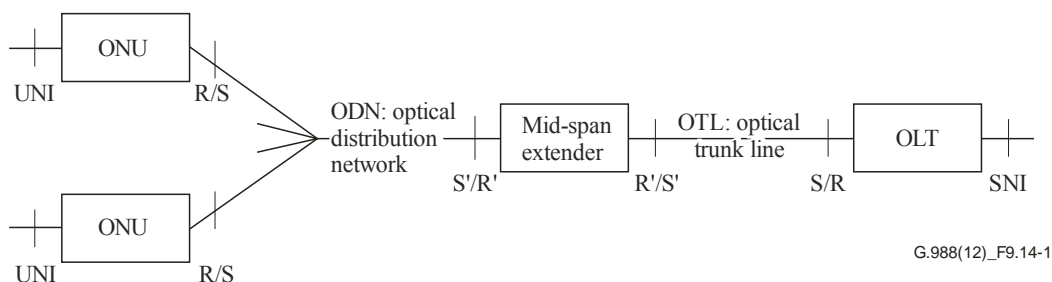 ONU
UNI
R/S
ODN: optical
distribution
network
Mid-span
extender
OTL: optical
trunk line
OLT
S'/R'
R'/S'
S/R
SNI
ONU
UNI
R/S
G.988(12)_F9.14-1